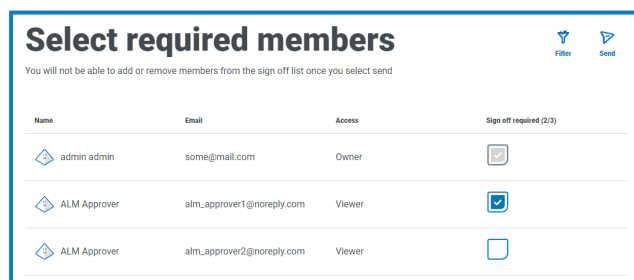 Select required members
Filter
Send
You will not be able to add or remove members from the sign off list once you select send
Name Email Access Sign off required (2/3)
admin admin some@mail.com Owner
ALM Approver alm_approver1@noreply.com Viewer
ALM Approver alm_approver2@noreply.com Viewer